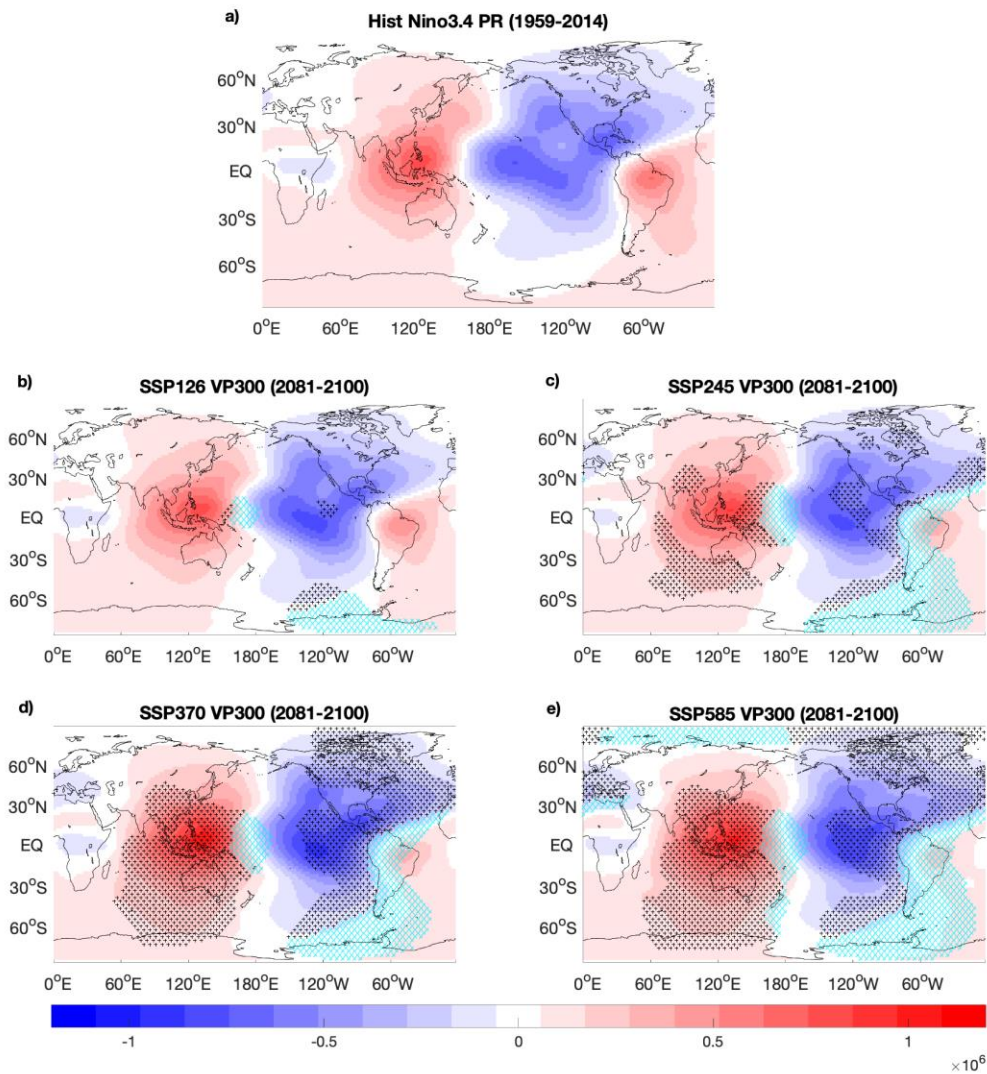 a)
Hist Nino3.4 PR (1959-2014)
60°N
30°N
EQ
30°S
60°S
0°E 60°E 120°E 180°E 120°W 60°W
b)
SSP126 VP300 (2081-2100)
60°N
30°N
EQ
30°S
60°S
0°E 60°E 120°E 180°E 120°W 60°W
c)
SSP245 VP300 (2081-2100)
60°N
30°N
EQ
30°S
60°S
0°E 60°E 120°E 180°E 120°W 60°W
d)
SSP370 VP300 (2081-2100)
60°N
30°N
EQ
30°S
60°S
0°E 60°E 120°E 180°E 120°W 60°W
e)
SSP585 VP300 (2081-2100)
60°N
30°N
EQ
30°S
60°S
0°E 60°E 120°E 180°E 120°W 60°W
-1 -0.5 0 0.5 1
×10⁶